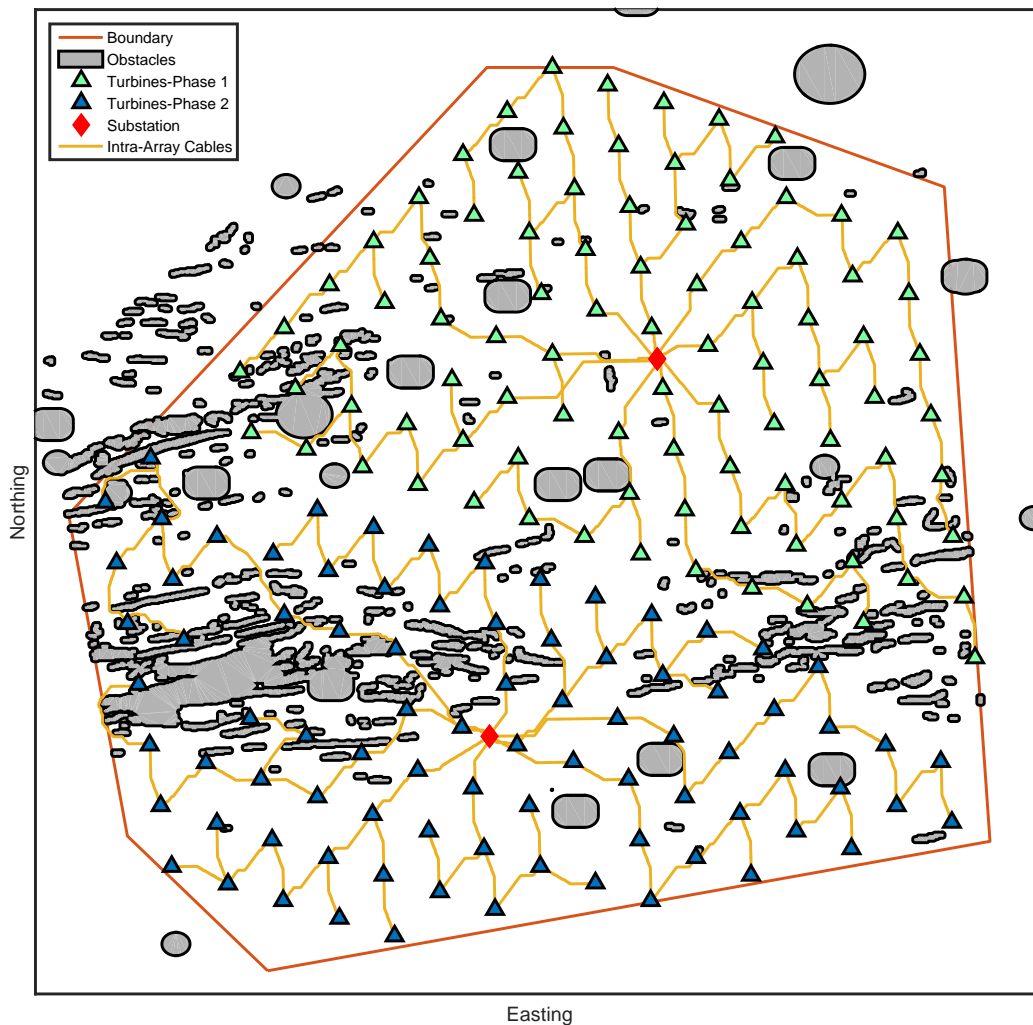 Boundary
Obstacles
Turbines-Phase 1
Turbines-Phase 2
Substation
Intra-Array Cables
Northing
Easting